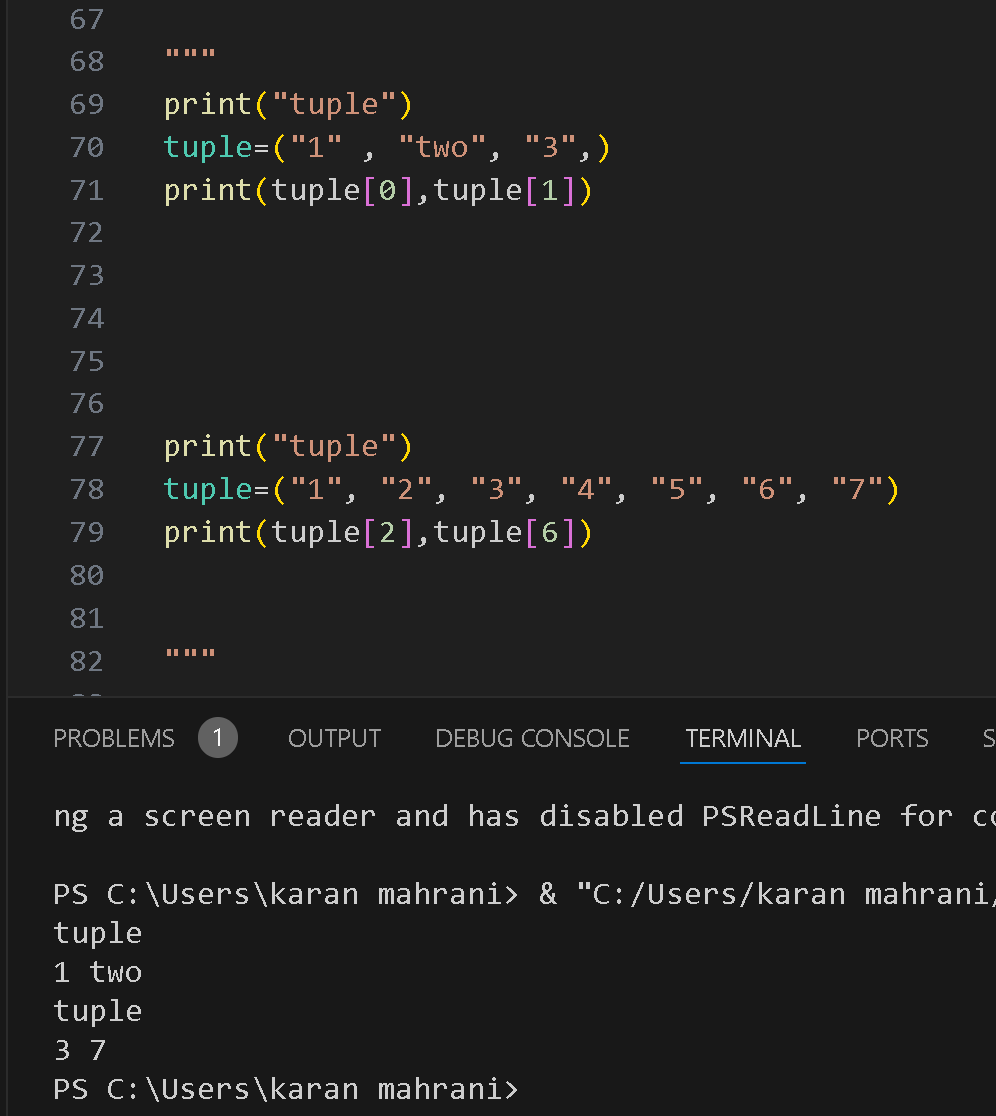 67
68 """
69 print("tuple")
70 tuple=("1" , "two", "3",)
71 print(tuple[0],tuple[1])
72
73
74
75
76
77 print("tuple")
78 tuple=("1", "2", "3", "4", "5", "6", "7")
79 print(tuple[2],tuple[6])
80
81
82 """
PROBLEMS 1 OUTPUT DEBUG CONSOLE TERMINAL PORTS
ng a screen reader and has disabled PSReadLine for
PS C:\Users\karan mahrani> & "C:/Users/karan mahrani/
tuple
1 two
tuple
3 7
PS C:\Users\karan mahrani>